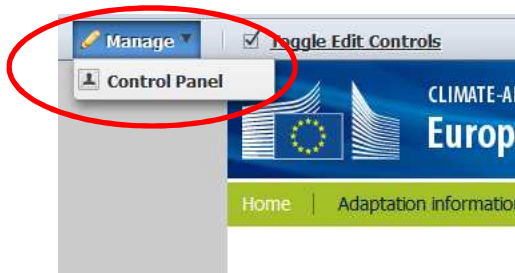 Manage Toggle Edit Controls
Control Panel
CLIMATE-A
Europ
Home | Adaptation information